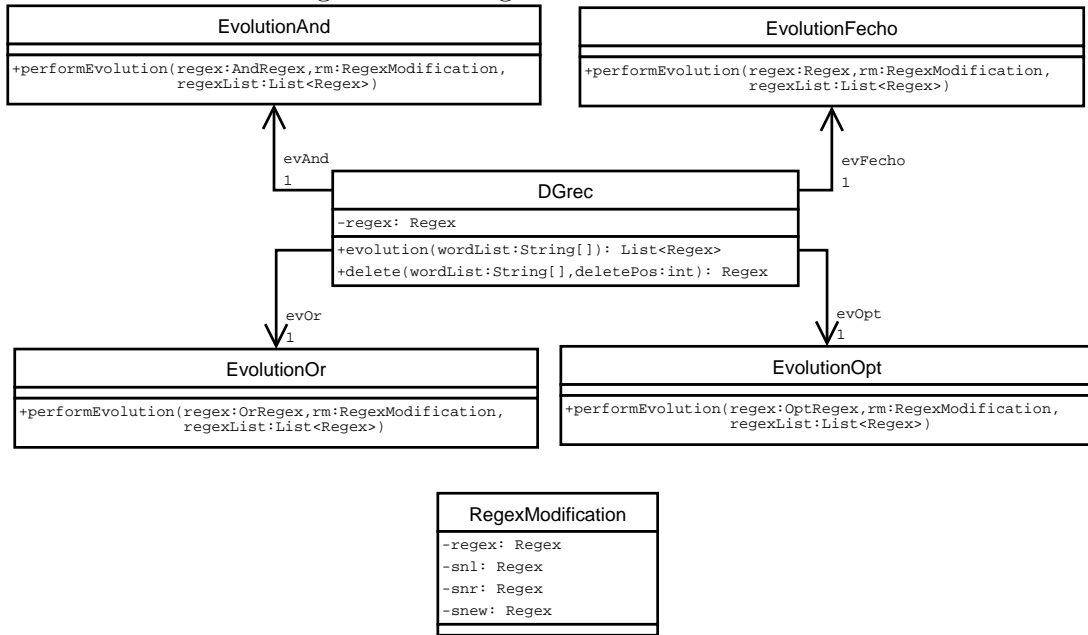 EvolutionAnd
+performEvolution(regex:AndRegex,rm:RegexModification,
regexList:List<Regex>)
EvolutionFecho
+performEvolution(regex:Regex,rm:RegexModification,
regexList:List<Regex>)
evAnd
1
evFecho
1
DGrec
-regex: Regex
+evolution(wordList:String[]): List<Regex>
+delete(wordList:String[],deletePos:int): Regex
evOr
1
evOpt
1
EvolutionOr
+performEvolution(regex:OrRegex,rm:RegexModification,
regexList:List<Regex>)
EvolutionOpt
+performEvolution(regex:OptRegex,rm:RegexModification,
regexList:List<Regex>)
RegexModification
-regex: Regex
-snl: Regex
-snr: Regex
-snew: Regex